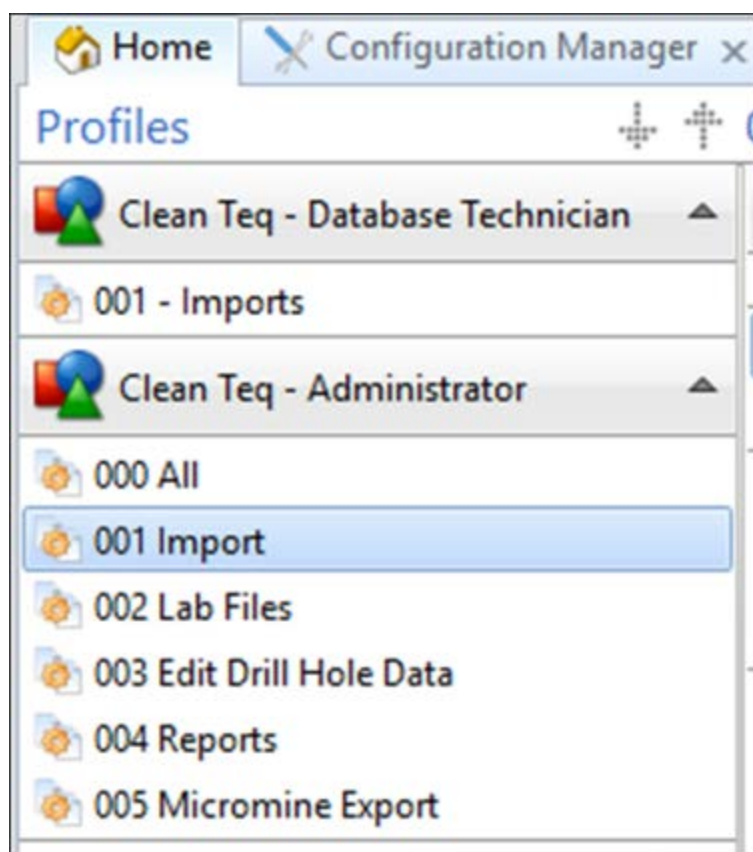 Home Configuration Manager ×
Profiles
Clean Teq - Database Technician
001 - Imports
Clean Teq - Administrator
000 All
001 Import
002 Lab Files
003 Edit Drill Hole Data
004 Reports
005 Micromine Export